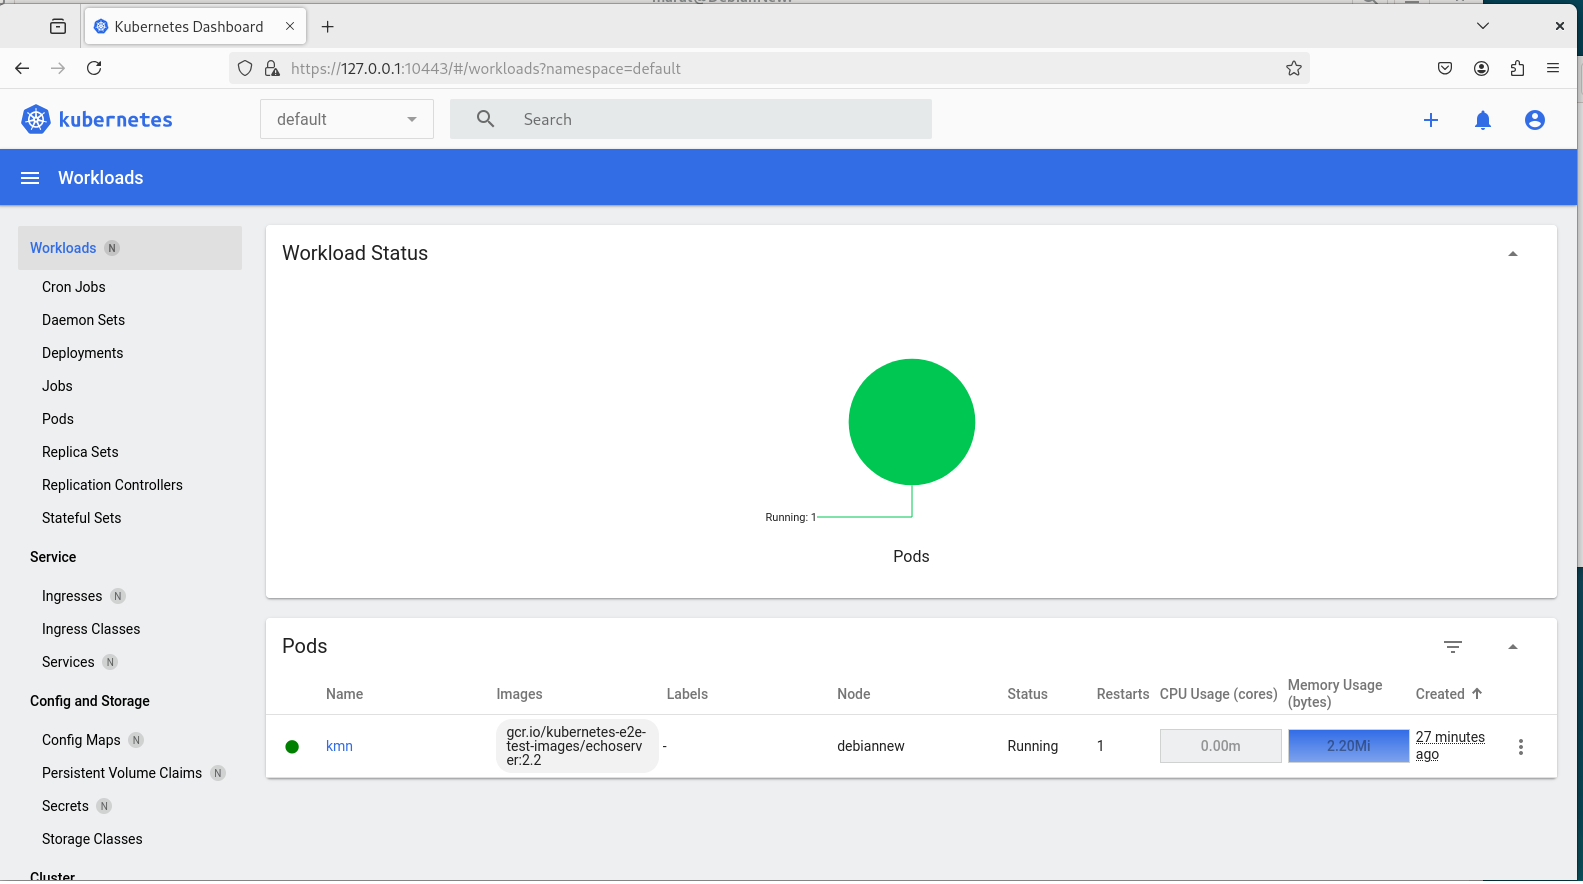 Kubernetes Dashboard
https://127.0.0.1:10443/#/workloads?namespace=default
kubernetes
default
Search
Workloads
Workloads N
Cron Jobs
Daemon Sets
Deployments
Jobs
Pods
Replica Sets
Replication Controllers
Stateful Sets
Service
Ingresses N
Ingress Classes
Services N
Config and Storage
Config Maps N
Persistent Volume Claims N
Secrets N
Storage Classes
Cluster
Workload Status
Running: 1
Pods
Pods
Name Images Labels Node Status Restarts CPU Usage (cores) Memory Usage
(bytes) Created
kmn
gcr.io/kubernetes-e2e-
test-images/echoserv
er:2.2
-
debiannew
Running
1
0.00m
2.20Mi
27 minutes
ago